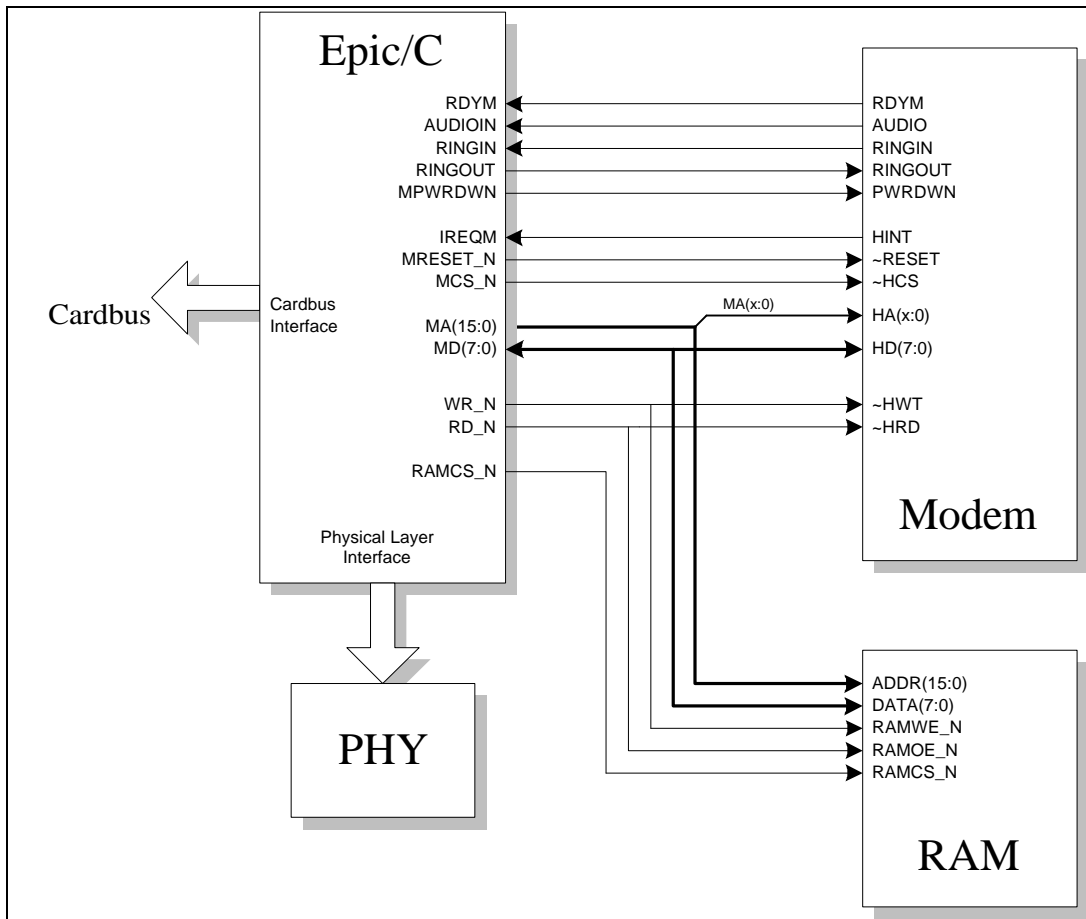 Epic/C
RDYM
AUDIOIN
RINGIN
RINGOUT
MPWRDWN
IREQM
MRESET_N
MCS_N
MA(15:0)
MD(7:0)
WR_N
RD_N
RAMCS_N
Cardbus
Interface
Physical Layer
Interface
Cardbus
PHY
MA(x:0)
RDYM
AUDIO
RINGIN
RINGOUT
PWRDWN
HINT
~RESET
~HCS
HA(x:0)
HD(7:0)
~HWT
~HRD
Modem
ADDR(15:0)
DATA(7:0)
RAMWE_N
RAMOE_N
RAMCS_N
RAM